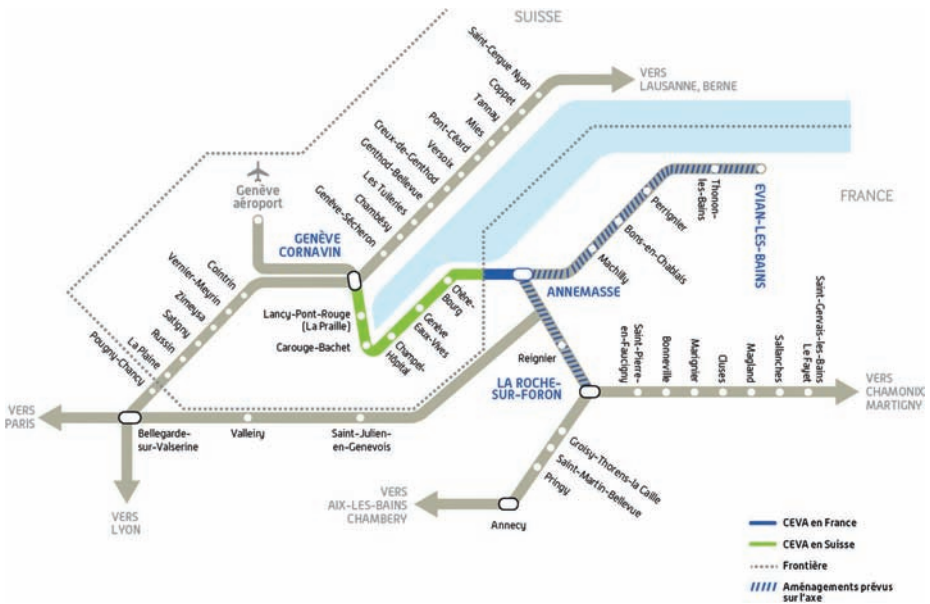 SUISSE
VERS
LAUSANNE, BERNE
Saint-Cergue Nyon
Coppet
Tannay
Mies
Pont-Céard
Versoix
Creux-de-Genthod
Genthod-Bellevue
Les Tuileries
Chambésy
Genève-Sécheron
Genève
aéroport
GENÈVE
CORNAVIN
Cointrin
Vernier-Meyrin
Zimeysa
Satigny
Russin
La Plaine
Pougny-Chancy
Lancy-Pont-Rouge
(La Praille)
Carouge-Bachet
Champel-
Hôpital
Genève
Eaux-Vives
Chêne-
Bourg
ANNEMASSE
Machilly
Bons-en-Chablais
Perrignier
Thonon-
les-Bains
EVIAN-LES-BAINS
FRANCE
Reignier
LA ROCHE-
SUR-FORON
Saint-Pierre-
en-Faucigny
Bonneville
Marignier
Cluses
Magland
Sallanches
Saint-Gervais-les-Bains
Le Fayet
VERS
CHAMONIX,
MARTIGNY
VERS
PARIS
Bellegarde-
sur-Valserine
Valleiry
Saint-Julien-
en-Genevois
VERS
LYON
Groisy-Thorens-la Caille
Saint-Martin-Bellevue
Pringy
VERS
AIX-LES-BAINS
CHAMBERY
Annecy
CEVA en France
CEVA en Suisse
Frontière
Aménagements prévus
sur l'axe